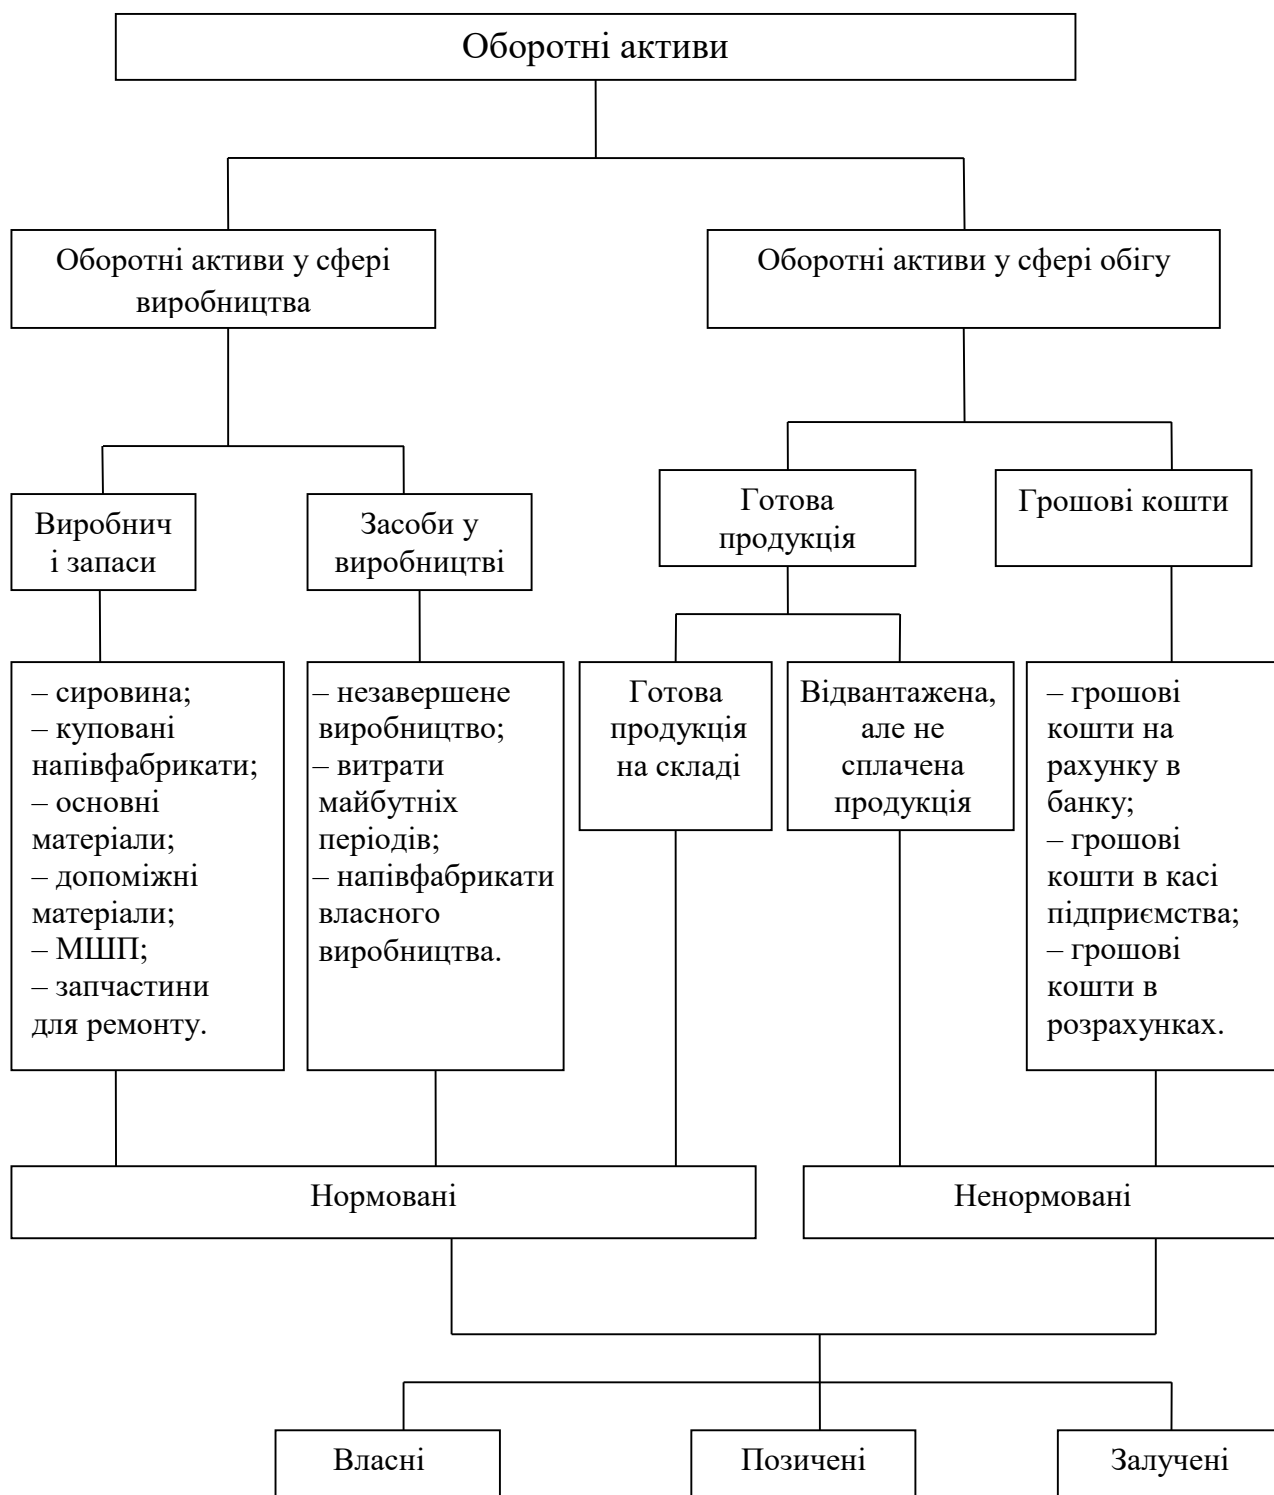 Оборотні активи
Оборотні активи у сфері
виробництва
Оборотні активи у сфері обігу
Виробнич
і запаси
Засоби у
виробництві
Готова
продукція
Грошові кошти
– сировина;
– куповані
напівфабрикати;
– основні
матеріали;
– допоміжні
матеріали;
– МШП;
– запчастини
для ремонту.
– незавершене
виробництво;
– витрати
майбутніх
періодів;
– напівфабрикати
власного
виробництва.
Готова
продукція
на складі
Відвантажена,
але не
сплачена
продукція
– грошові
кошти на
рахунку в
банку;
– грошові
кошти в касі
підприємства;
– грошові
кошти в
розрахунках.
Нормовані
Ненормовані
Власні
Позичені
Залучені